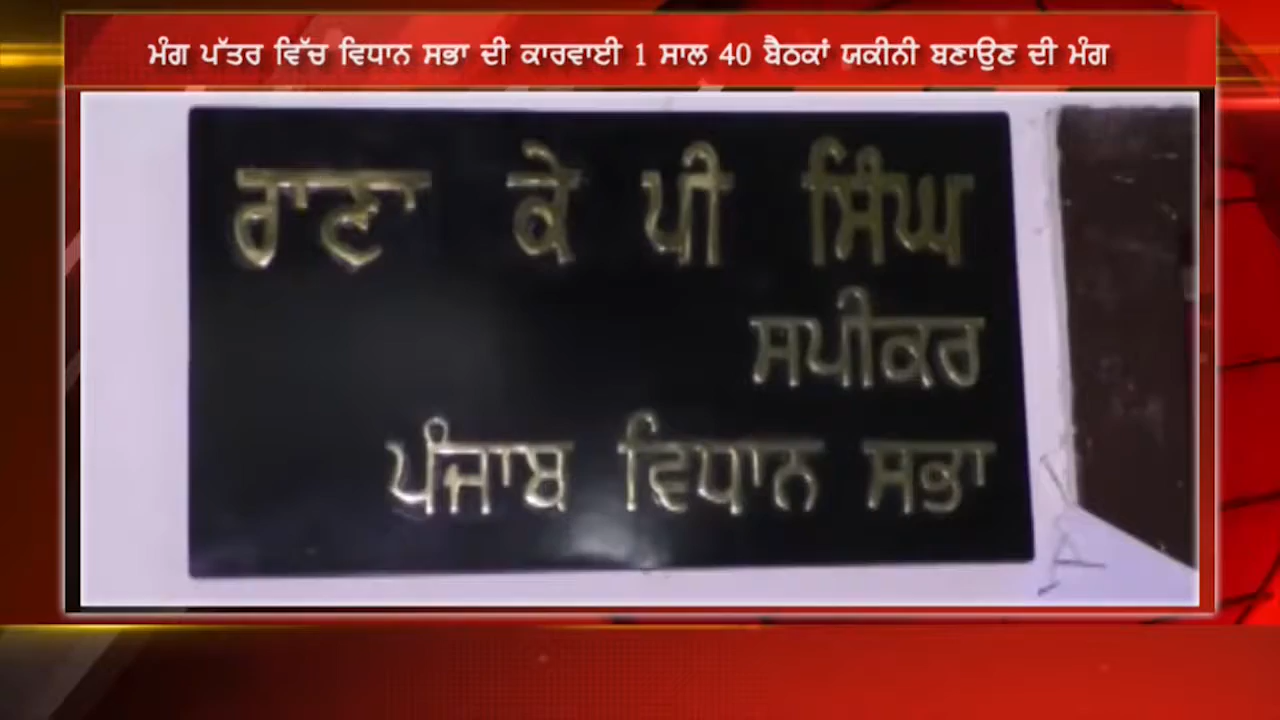 ਮੰਗ ਪੱਤਰ ਵਿੱਚ ਵਿਧਾਨ ਸਭਾ ਦੀ ਕਾਰਵਾਈ 1 ਸਾਲ 40 ਬੈਠਕਾਂ ਯਕੀਨੀ ਬਣਾਉਣ ਦੀ ਮੰਗ
ਰਾਣਾ ਕੇ ਪੀ ਸਿੰਘ
ਸਪੀਕਰ
ਪੰਜਾਬ ਵਿਧਾਨ ਸਭਾ